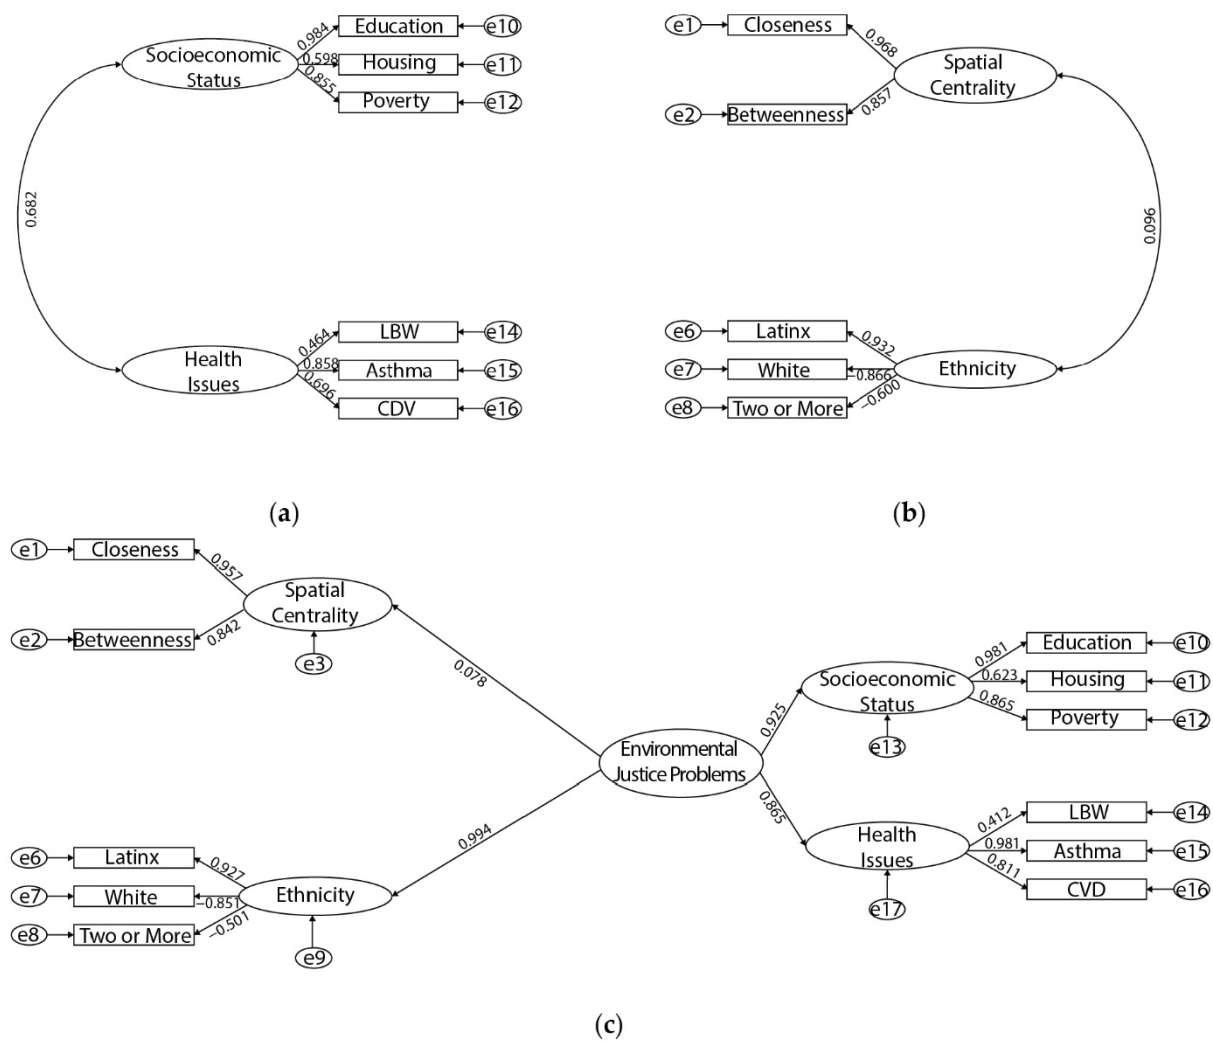 Socioeconomic
Status
0.984
0.598
0.855
Education
e10
Housing
e11
Poverty
e12
0.682
Health
Issues
0.464
0.858
0.696
LBW
e14
Asthma
e15
CDV
e16
(a)
e1
Closeness
0.968
Spatial
Centrality
e2
Betweenness
0.857
0.096
e6
Latinx
0.932
e7
White
−0.866
Ethnicity
e8
Two or More
−0.600
(b)
e1
Closeness
0.957
Spatial
Centrality
e2
Betweenness
0.842
e3
0.078
Environmental
Justice Problems
0.994
e6
Latinx
0.927
e7
White
−0.851
Ethnicity
e8
Two or More
−0.501
e9
0.925
Socioeconomic
Status
e13
0.981
Education
e10
0.623
Housing
e11
0.865
Poverty
e12
0.865
Health
Issues
e17
0.412
LBW
e14
0.981
Asthma
e15
0.811
CVD
e16
(c)